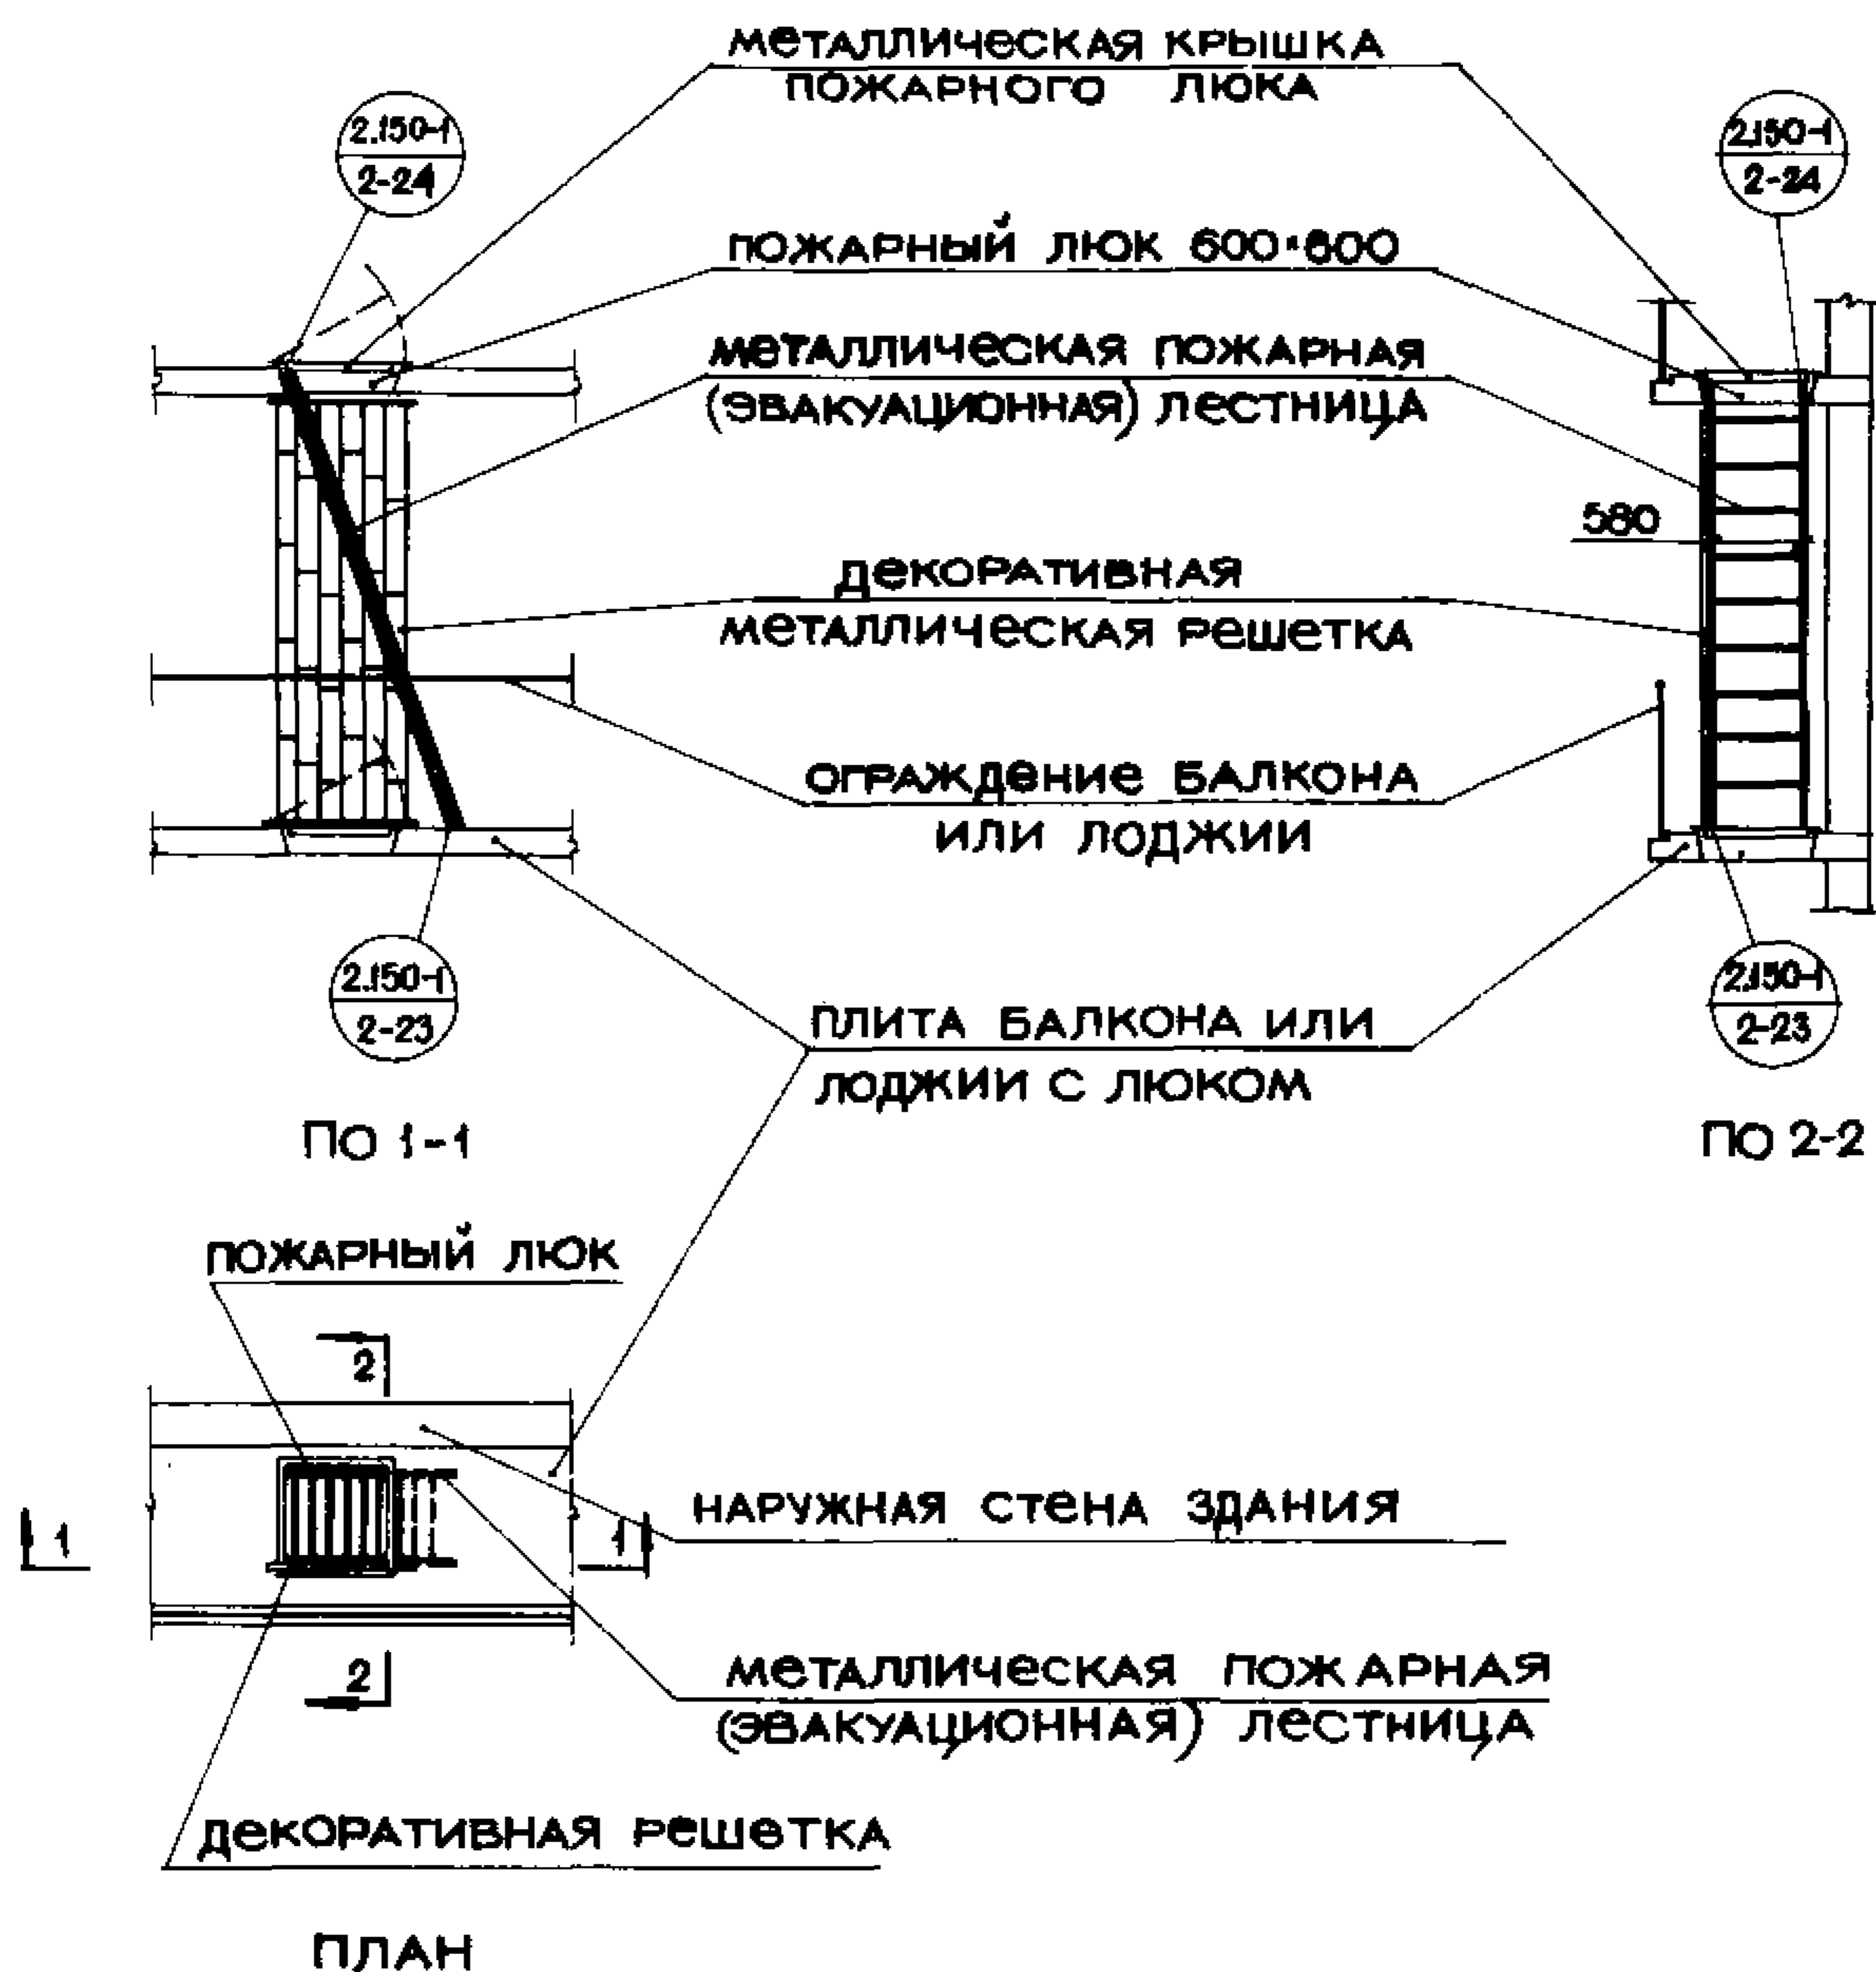 МЕТАЛЛИЧЕСКАЯ КРЫШКА
ПОЖАРНОГО ЛЮКА
2.150-1
2-24
2.150-1
2-24
ПОЖАРНЫЙ ЛЮК 600×600
МЕТАЛЛИЧЕСКАЯ ПОЖАРНАЯ
(ЭВАКУАЦИОННАЯ) ЛЕСТНИЦА
580
ДЕКОРАТИВНАЯ
МЕТАЛЛИЧЕСКАЯ РЕШЕТКА
ОГРАЖДЕНИЕ БАЛКОНА
ИЛИ ЛОДЖИИ
2.150-1
2-23
2.150-1
2-23
ПЛИТА БАЛКОНА ИЛИ
ЛОДЖИИ С ЛЮКОМ
ПО 1-1
ПО 2-2
ПОЖАРНЫЙ ЛЮК
2
НАРУЖНАЯ СТЕНА ЗДАНИЯ
1
1
2
МЕТАЛЛИЧЕСКАЯ ПОЖАРНАЯ
(ЭВАКУАЦИОННАЯ) ЛЕСТНИЦА
ДЕКОРАТИВНАЯ РЕШЕТКА
ПЛАН